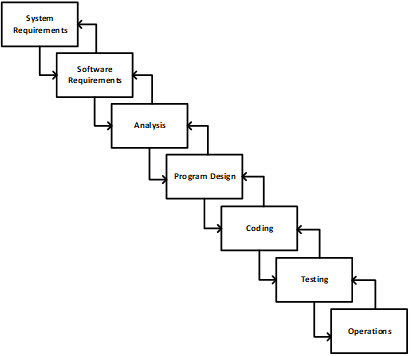 System
Requirements
Software
Requirements
Analysis
Program Design
Coding
Testing
Operations